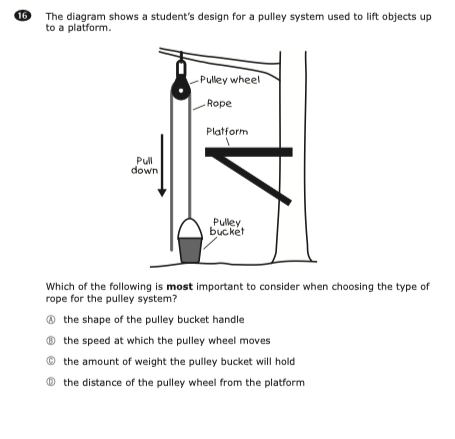 16 The diagram shows a student's design for a pulley system used to lift objects up
to a platform.
Pulley wheel
Rope
Platform
Pull
down
Pulley
bucket
Which of the following is most important to consider when choosing the type of
rope for the pulley system?
Ⓐ the shape of the pulley bucket handle
Ⓑ the speed at which the pulley wheel moves
Ⓒ the amount of weight the pulley bucket will hold
Ⓓ the distance of the pulley wheel from the platform